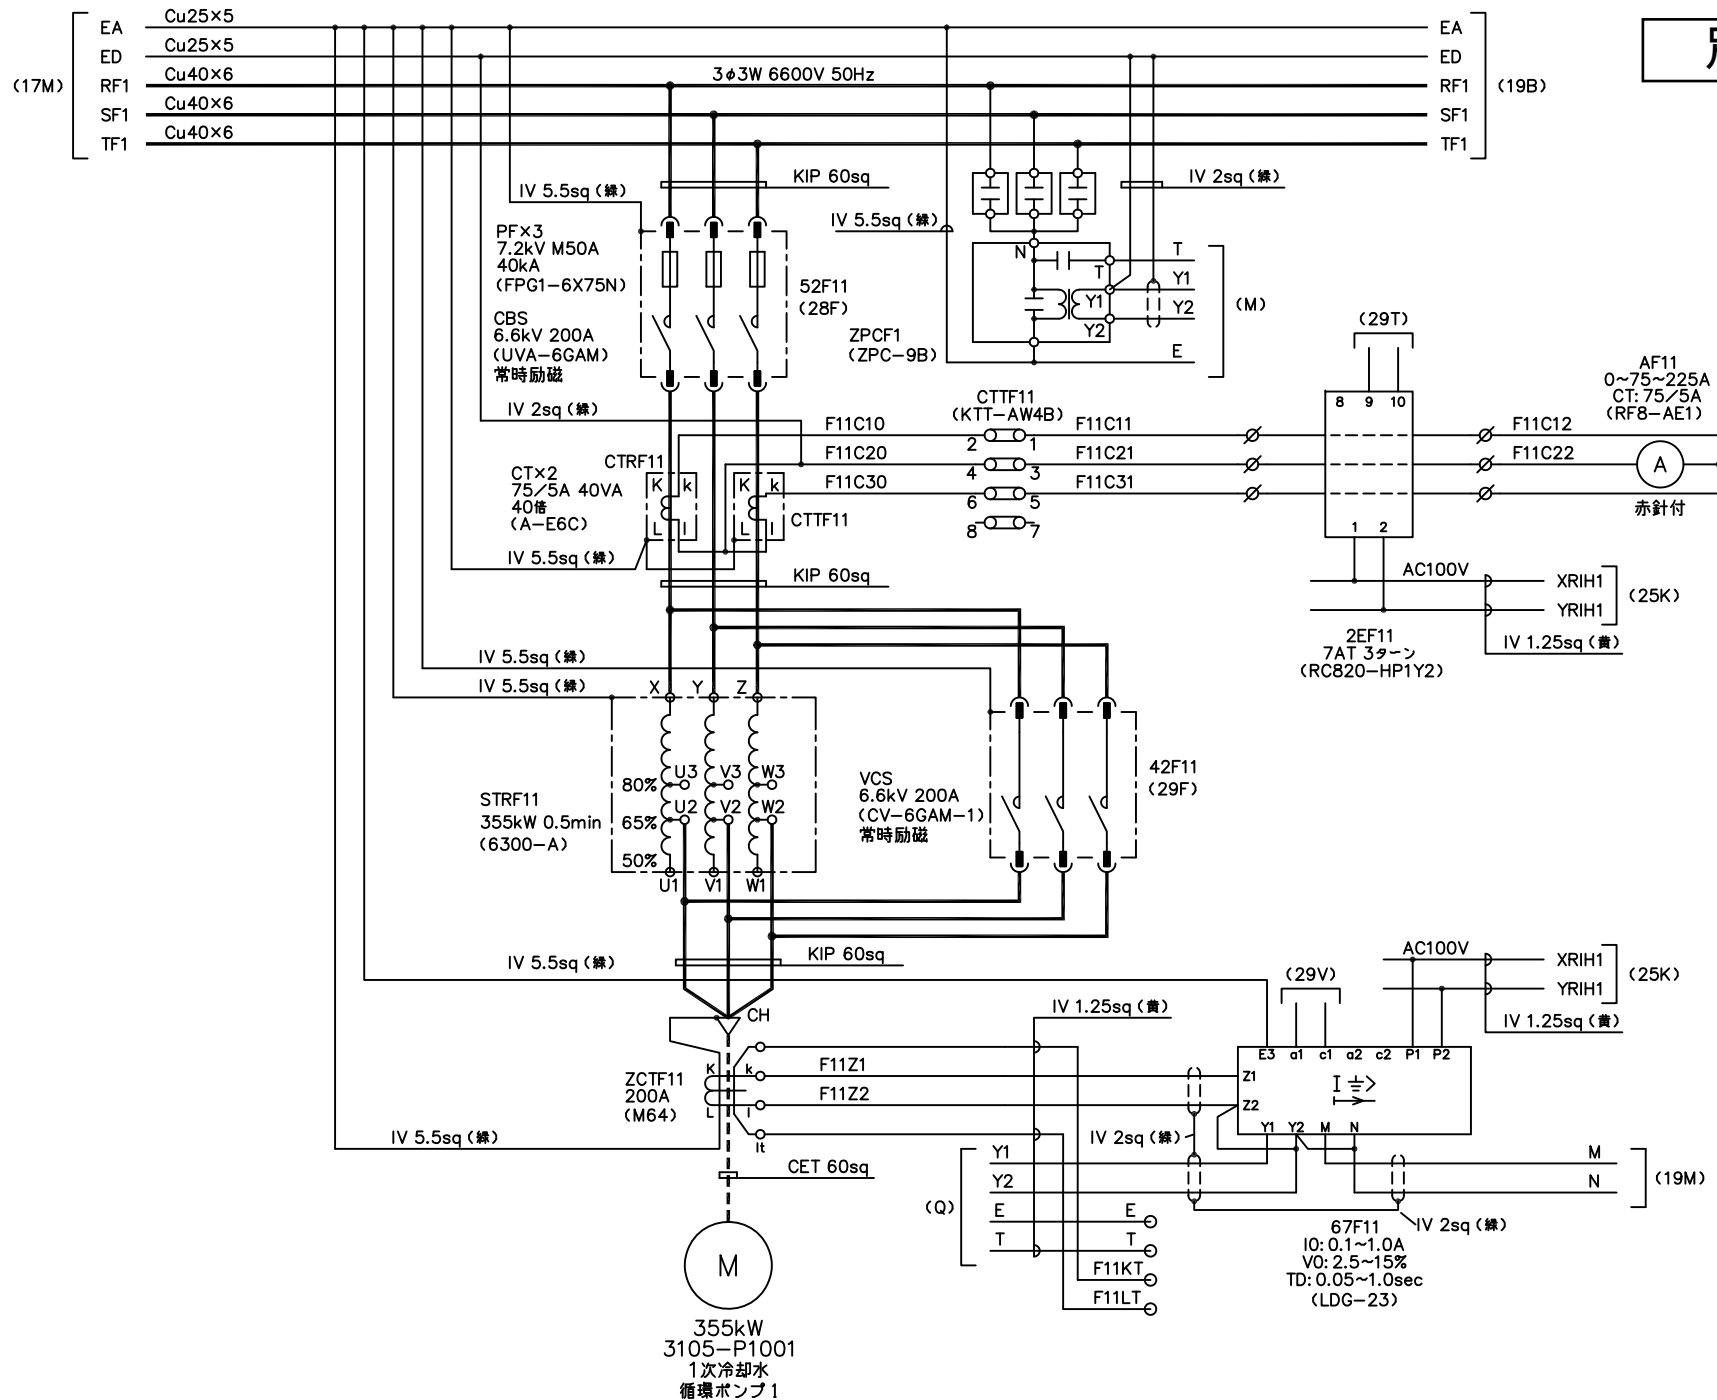 EA Cu25×5 EA
ED Cu25×5 ED
(17M) RF1 Cu40×6 3φ3W 6600V 50Hz RF1 (19B)
SF1 Cu40×6 SF1
TF1 Cu40×6 TF1
IV 5.5sq(緑)
KIP 60sq
IV 2sq(緑)
IV 5.5sq(緑)
PF×3
7.2kV M50A
40kA
(FPG1-6X75N)
CBS
6.6kV 200A
(UVA-6GAM)
常時励磁
52F11
(28F)
N
T
Y1
Y2
T
Y1
Y2
E
(M)
ZPCF1
(ZPC-9B)
IV 2sq(緑)
CTRF11
CT×2
75/5A 40VA
40倍
(A-E6C)
K k
L l
K k
L l
CTTF11
F11C10
F11C20
F11C30
CTTF11
(KTT-AW4B)
2 1
4 3
6 5
8 7
F11C11
F11C21
F11C31
(29T)
8 9 10
1 2
F11C12
F11C22
AF11
0~75~225A
CT:75/5A
(RF8-AE1)
A
赤針付
AC100V
XRIH1
YRIH1
(25K)
IV 1.25sq(黄)
2EF11
7AT 3ターン
(RC820-HP1Y2)
IV 5.5sq(緑)
KIP 60sq
IV 5.5sq(緑)
IV 5.5sq(緑)
X Y Z
80% U3 V3 W3
65% U2 V2 W2
50%
U1 V1 W1
STRF11
355kW 0.5min
(6300-A)
VCS
6.6kV 200A
(CV-6GAM-1)
常時励磁
42F11
(29F)
IV 5.5sq(緑)
KIP 60sq
CH
ZCTF11
200A
(M64)
K k
L l
lt
F11Z1
F11Z2
IV 5.5sq(緑)
CET 60sq
M
355kW
3105-P1001
1次冷却水
循環ポンプ1
IV 1.25sq(黄)
(29V)
AC100V
XRIH1
YRIH1
(25K)
IV 1.25sq(黄)
E3 a1 c1 a2 c2 P1 P2
Z1
Z2
I
Y1 Y2 M N
IV 2sq(緑)
(Q)
Y1
Y2
E E
T T
F11KT
F11LT
M
N
(19M)
IV 2sq(緑)
67F11
I0:0.1~1.0A
V0:2.5~15%
TD:0.05~1.0sec
(LDG-23)